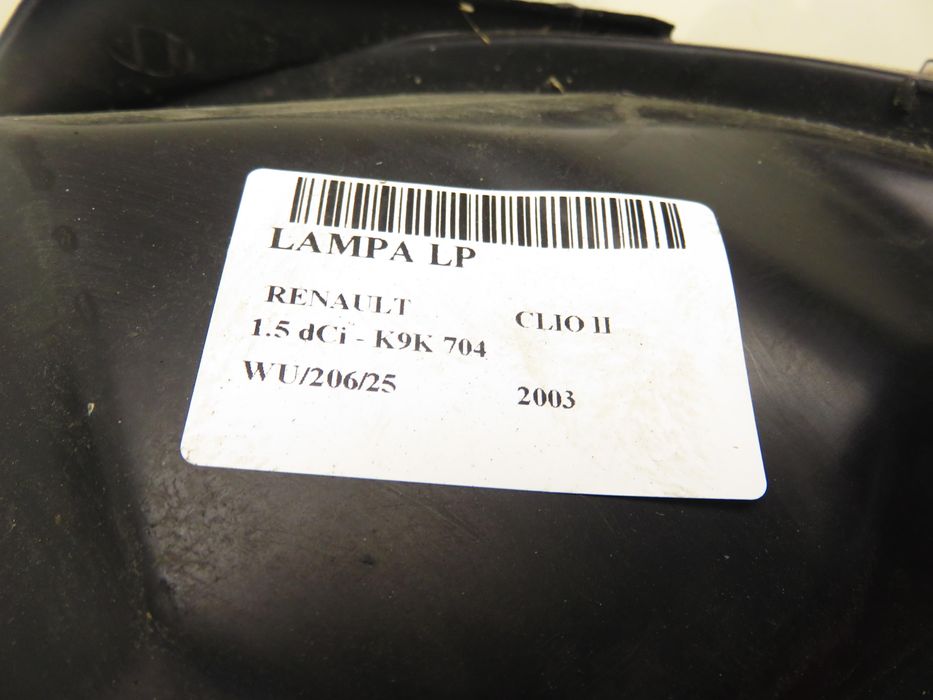 LAMPA LP
RENAULT CLIO II
1.5 dCi - K9K 704
WU/206/25 2003